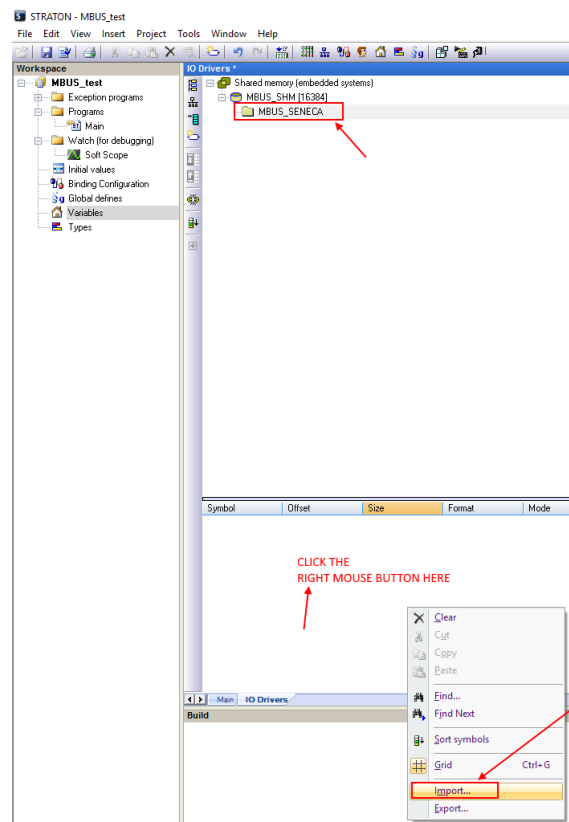 STRATON - MBUS_test
File Edit View Insert Project Tools Window Help
Workspace
MBUS_test
Exception programs
Programs
Main
Watch (for debugging)
Soft Scope
Initial values
Binding Configuration
Global defines
Variables
Types
IO Drivers *
Shared memory (embedded systems)
MBUS_SHM [16384]
MBUS_SENECA
Symbol Offset Size Format Mode
CLICK THE
RIGHT MOUSE BUTTON HERE
Clear
Cut
Copy
Paste
Find...
Find Next
Sort symbols
Grid Ctrl+G
Import...
Export...
Main IO Drivers
Build